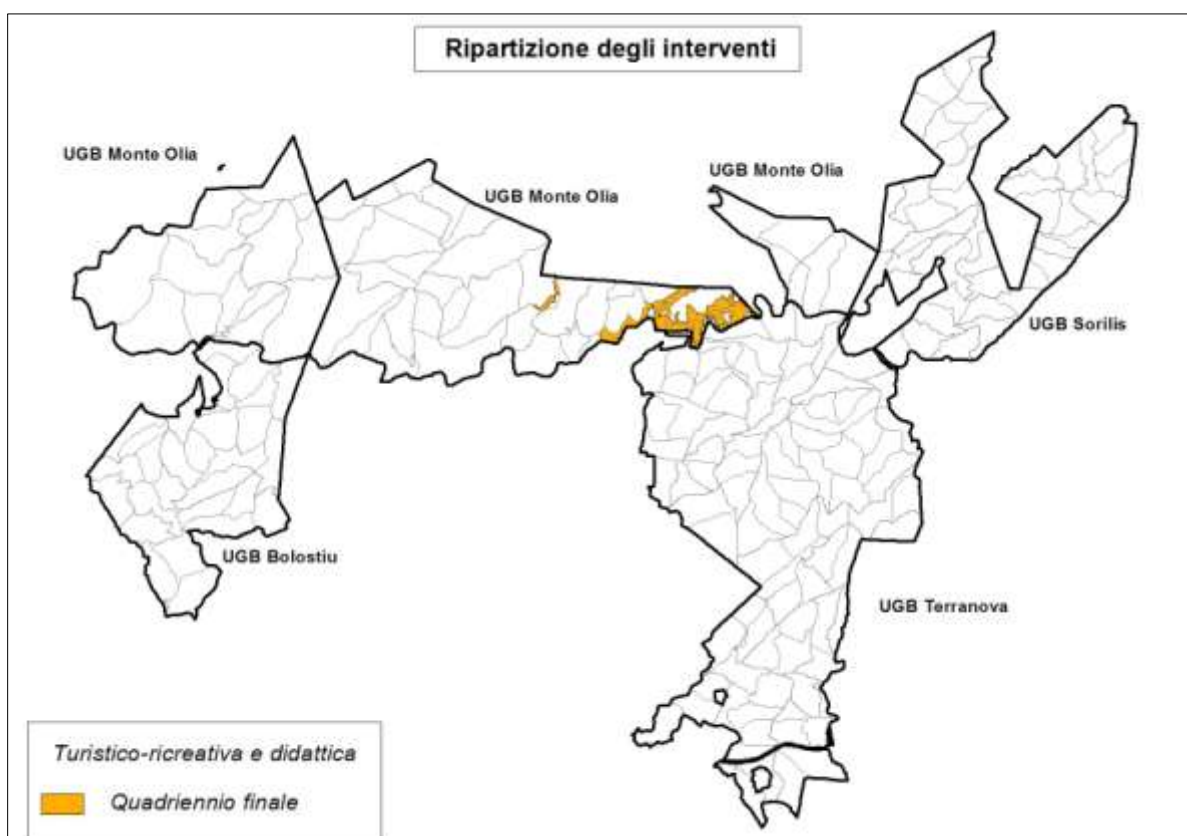 Ripartizione degli interventi
UGB Monte Olia
UGB Monte Olia
UGB Monte Olia
UGB Sorilis
UGB Bolostiu
UGB Terranova
Turistico-ricreativa e didattica
Quadriennio finale